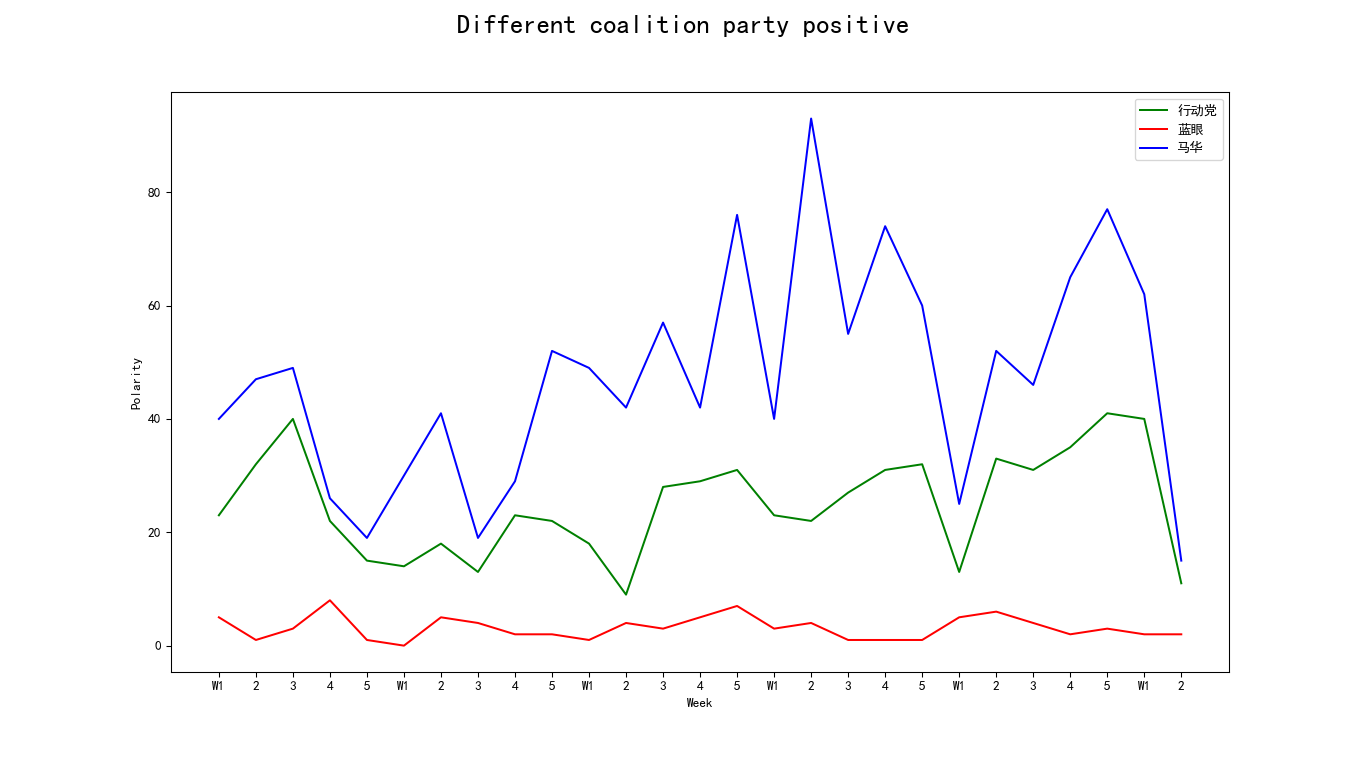 Different coalition party positive
行动党
蓝眼
马华
80
60
40
20
0
Polarity
W1 2 3 4 5 W1 2 3 4 5 W1 2 3 4 5 W1 2 3 4 5 W1 2 3 4 5 W1 2
Week